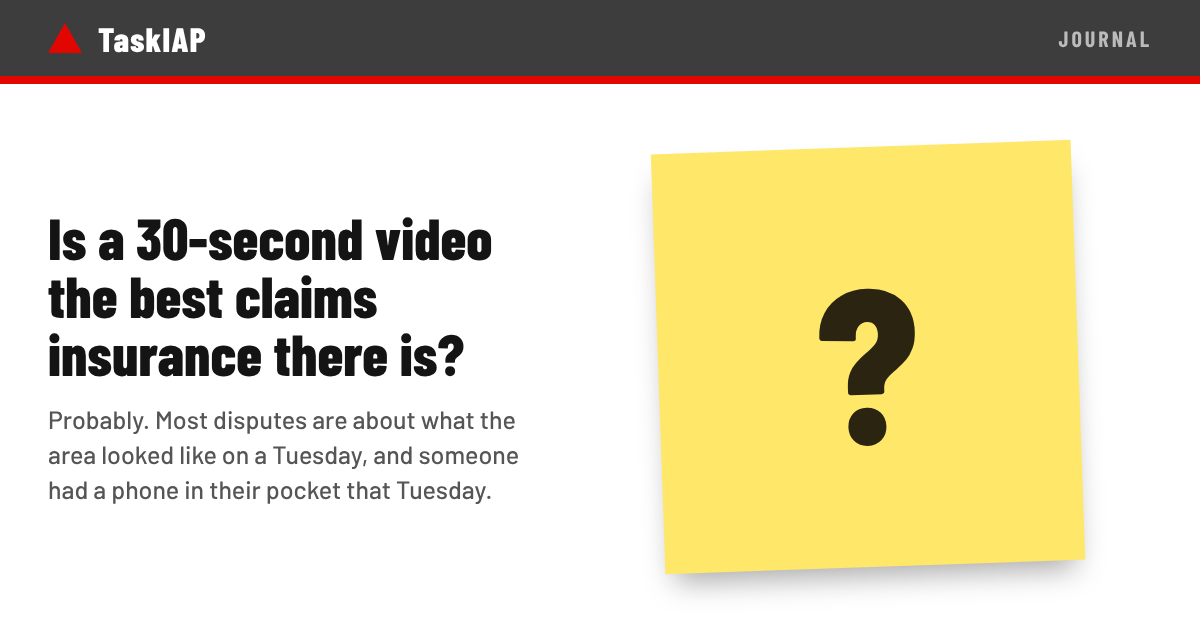 TaskIAP
JOURNAL
Is a 30-second video
the best claims
insurance there is?
Probably. Most disputes are about what the
area looked like on a Tuesday, and someone
had a phone in their pocket that Tuesday.
?